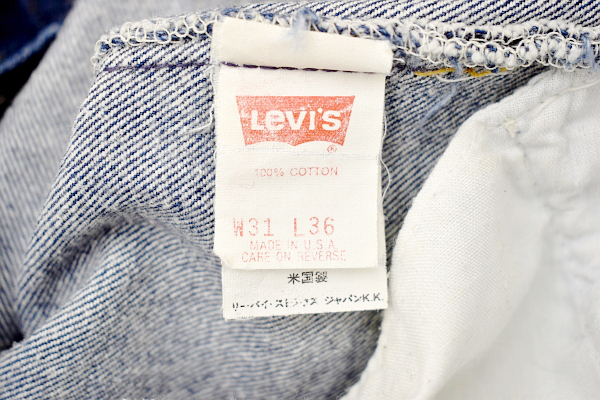 Levi's
®
100% COTTON
W31 L36
MADE IN U.S.A
CARE ON REVERSE
米国製
リーバイ・ストラウス ジャパンK.K.